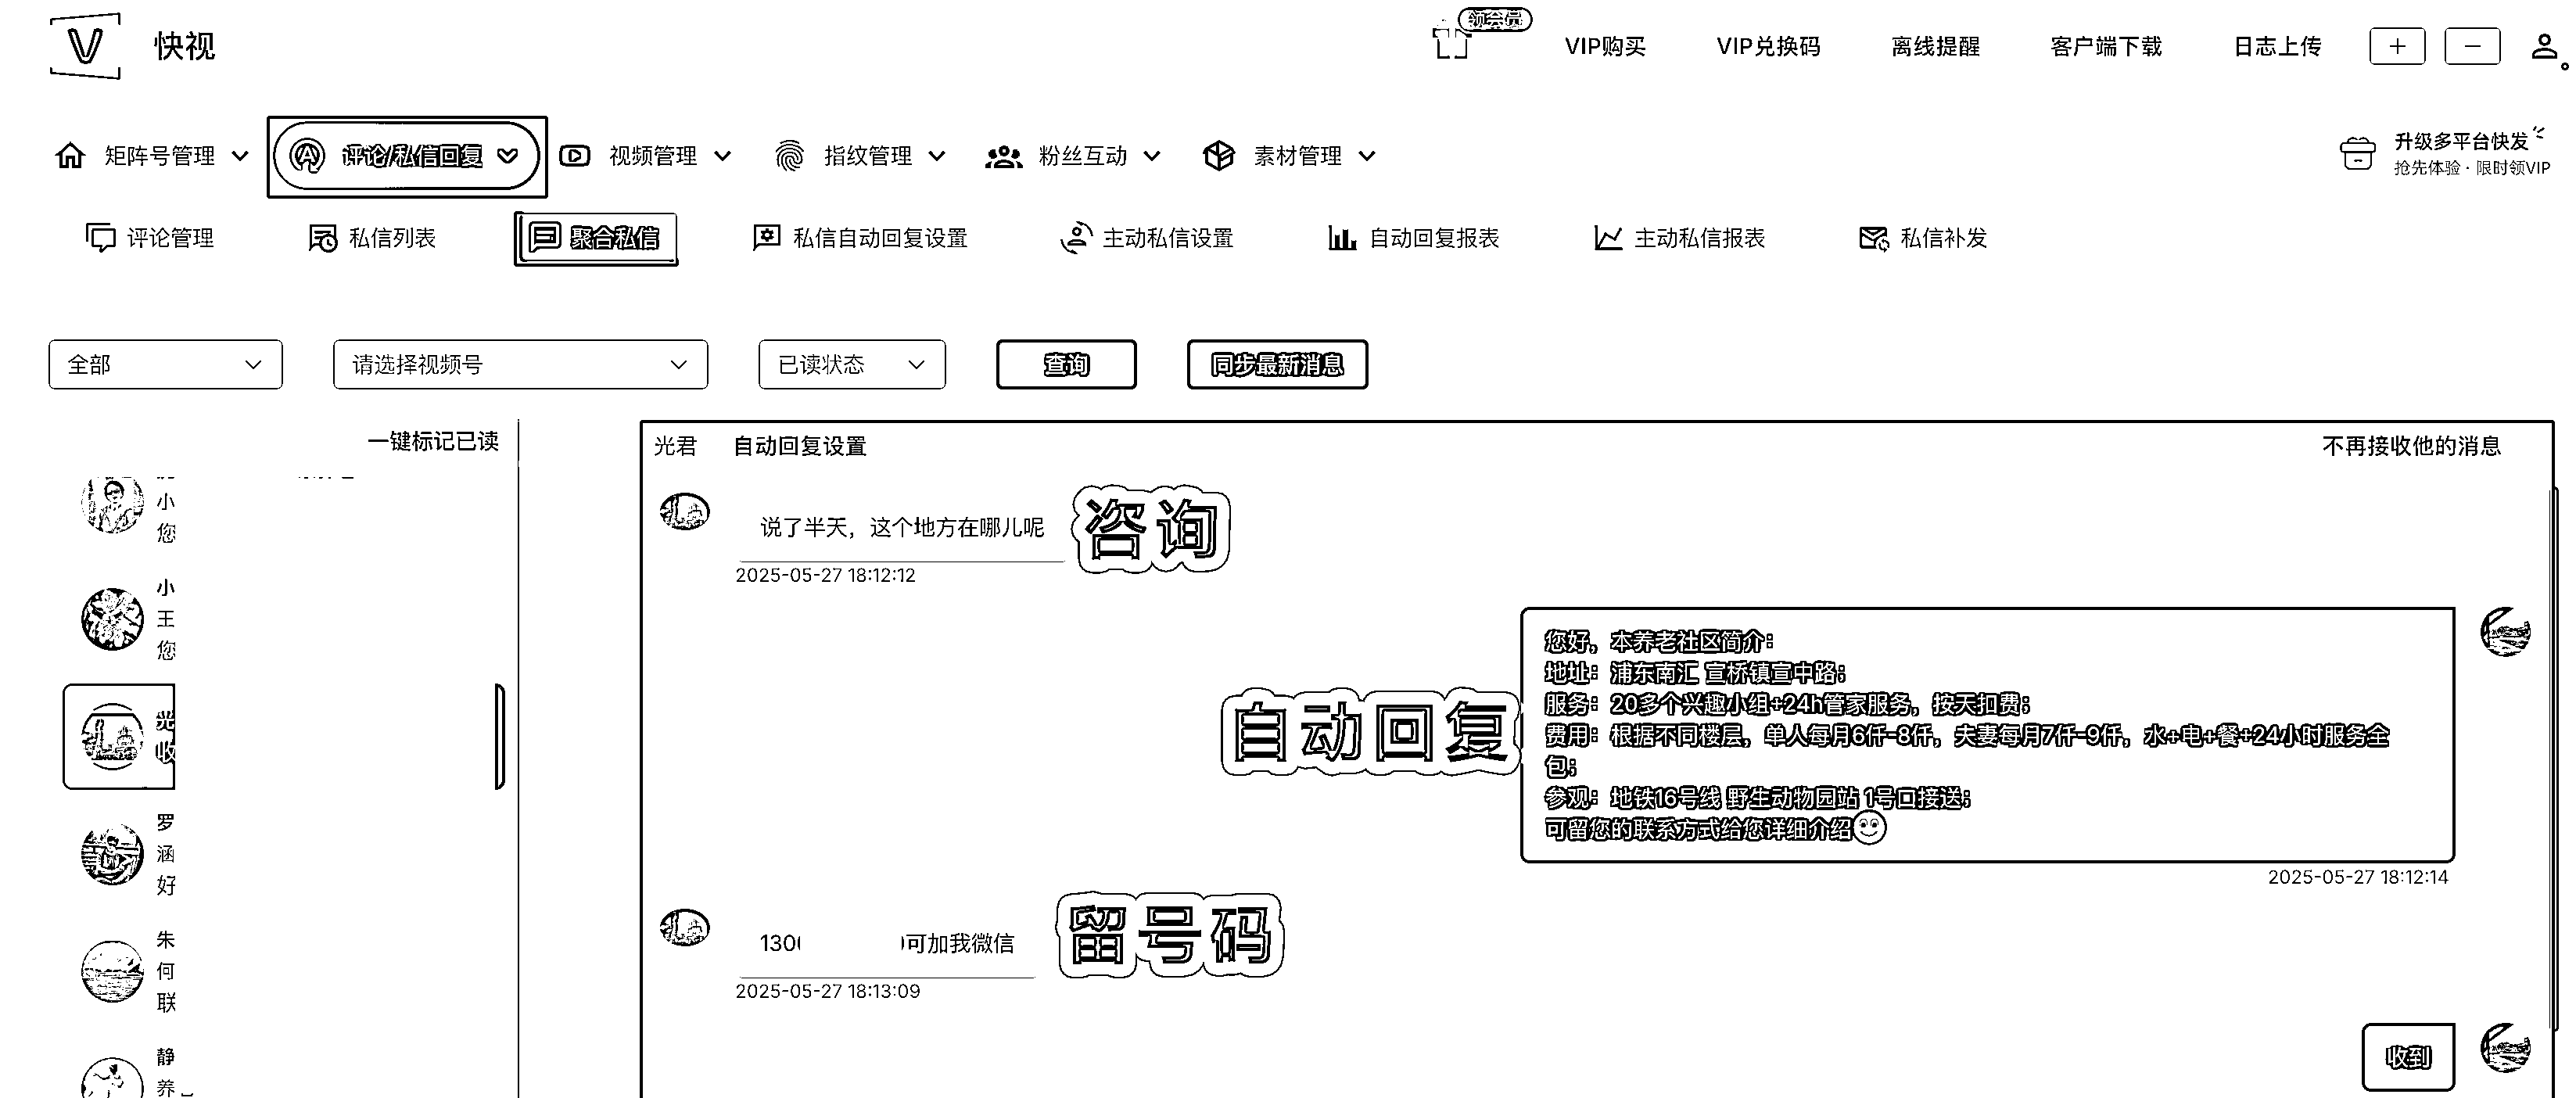 快视
领会员
VIP购买
VIP兑换码
离线提醒
客户端下载
日志上传
矩阵号管理
评论/私信回复
视频管理
指纹管理
粉丝互动
素材管理
升级多平台快发
抢先体验·限时领VIP
评论管理
私信列表
聚合私信
私信自动回复设置
主动私信设置
自动回复报表
主动私信报表
私信补发
全部
请选择视频号
已读状态
查询
同步最新消息
一键标记已读
小
您
小
王
您
光
收
罗
涵
好
朱
何
联
静
养
光君
自动回复设置
不再接收他的消息
说了半天，这个地方在哪儿呢
咨询
2025-05-27 18:12:12
自动回复
您好，本养老社区简介：
地址：浦东南汇 宣桥镇宣中路；
服务：20多个兴趣小组+24h管家服务，按天扣费；
费用：根据不同楼层，单人每月6仟-8仟，夫妻每月7仟-9仟，水+电+餐+24小时服务全
包；
参观：地铁16号线 野生动物园站 1号口接送；
可留您的联系方式给您详细介绍
2025-05-27 18:12:14
130
可加我微信
留号码
2025-05-27 18:13:09
收到